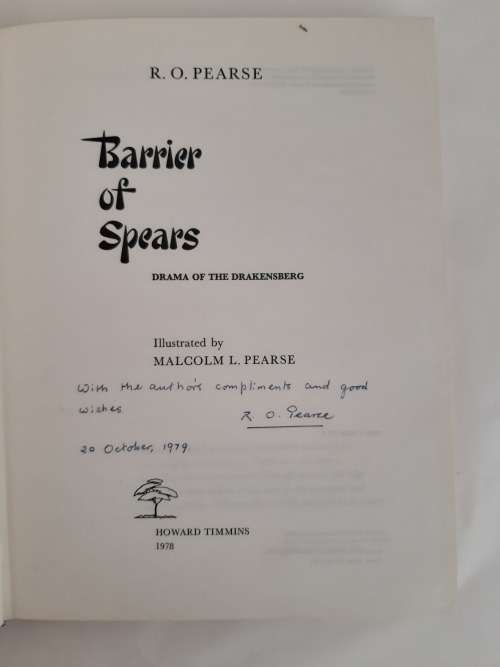 R. O. PEARSE
Barrier
of
Spears
DRAMA OF THE DRAKENSBERG
Illustrated by
MALCOLM L. PEARSE
With the author's compliments and good
wishes
R. O. Pearse
20 October, 1979
HOWARD TIMMINS
1978